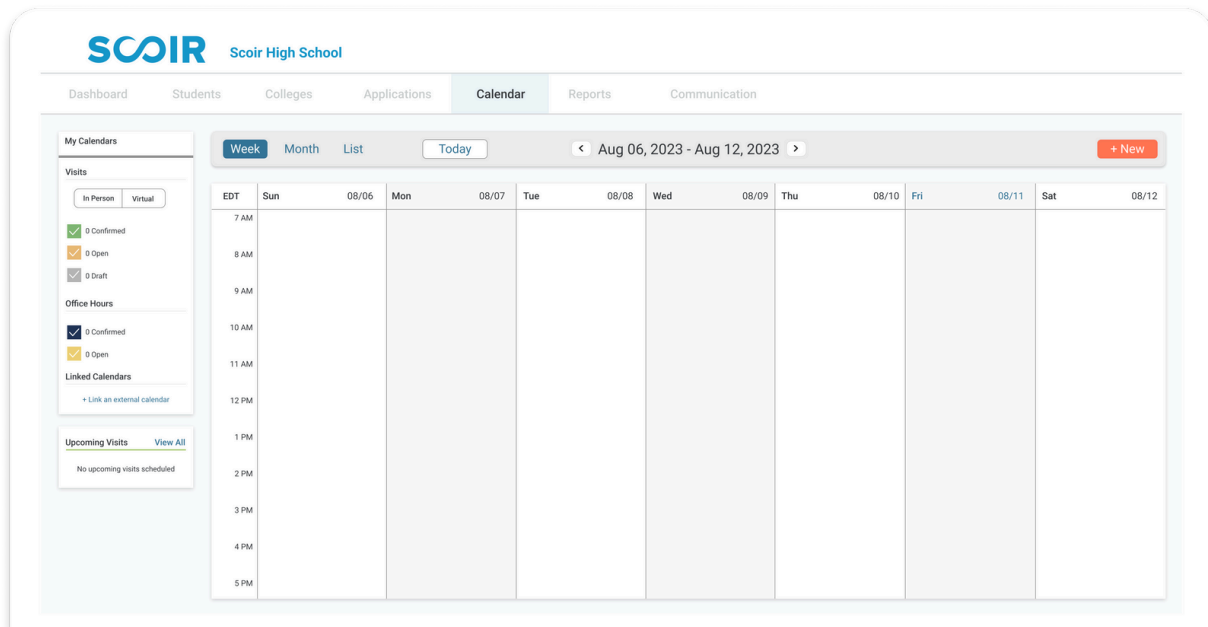 SCOIR Scoir High School
Dashboard Students Colleges Applications Calendar Reports Communication
My Calendars
Visits
In Person Virtual
0 Confirmed
0 Open
0 Draft
Office Hours
0 Confirmed
0 Open
Linked Calendars
+ Link an external calendar
Upcoming Visits View All
No upcoming visits scheduled
Week Month List Today < Aug 06, 2023 - Aug 12, 2023 > + New
EDT Sun 08/06 Mon 08/07 Tue 08/08 Wed 08/09 Thu 08/10 Fri 08/11 Sat 08/12
7 AM
8 AM
9 AM
10 AM
11 AM
12 PM
1 PM
2 PM
3 PM
4 PM
5 PM